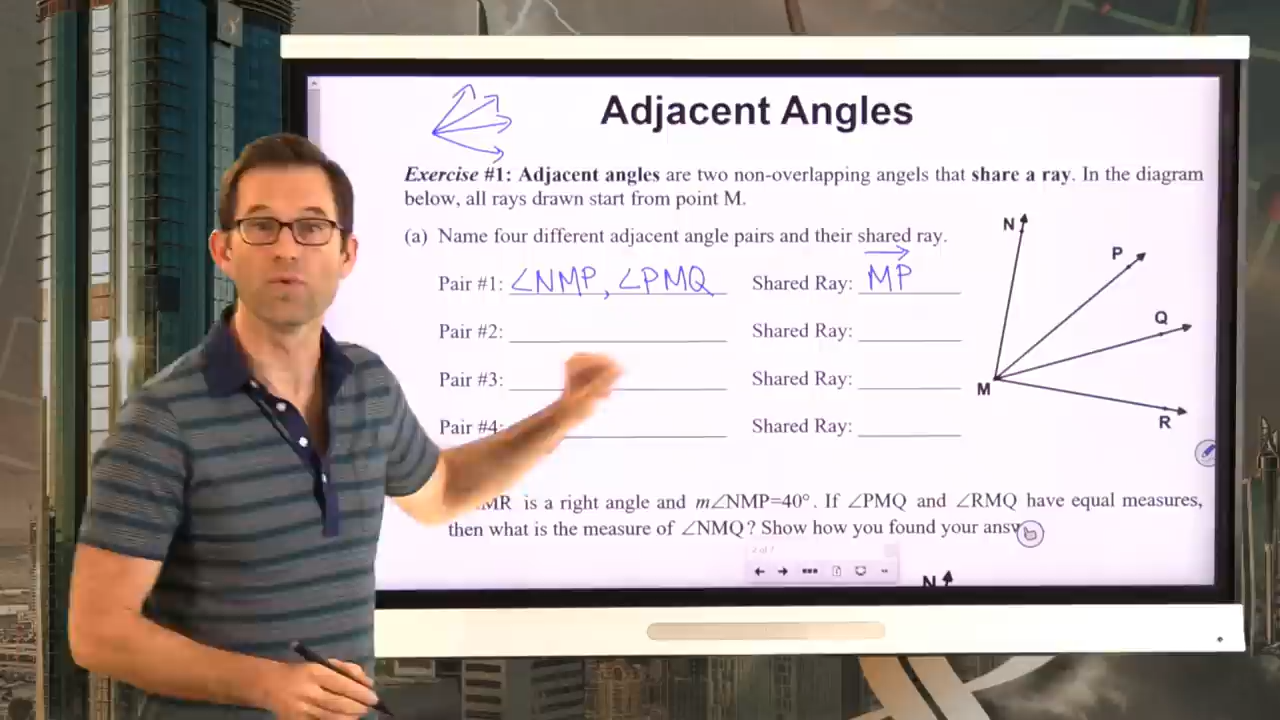 Adjacent Angles
Exercise #1: Adjacent angles are two non-overlapping angels that share a ray. In the diagram
below, all rays drawn start from point M.
(a) Name four different adjacent angle pairs and their shared ray.
Pair #1: ∠NMP, ∠PMQ Shared Ray: MP
Pair #2: Shared Ray:
Pair #3: Shared Ray:
Pair #4: Shared Ray:
N
P
Q
M
R
MR is a right angle and m∠NMP=40°. If ∠PMQ and ∠RMQ have equal measures,
then what is the measure of ∠NMQ? Show how you found your
2 of 7
N